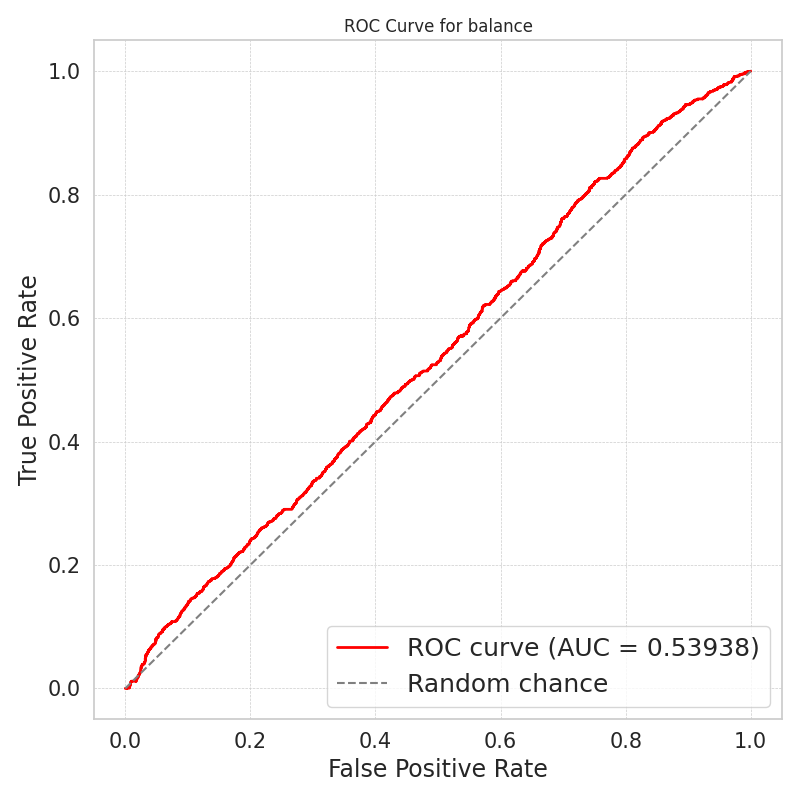 ROC Curve for balance
1.0
0.8
0.6
0.4
0.2
0.0
True Positive Rate
ROC curve (AUC = 0.53938)
Random chance
0.0 0.2 0.4 0.6 0.8 1.0
False Positive Rate